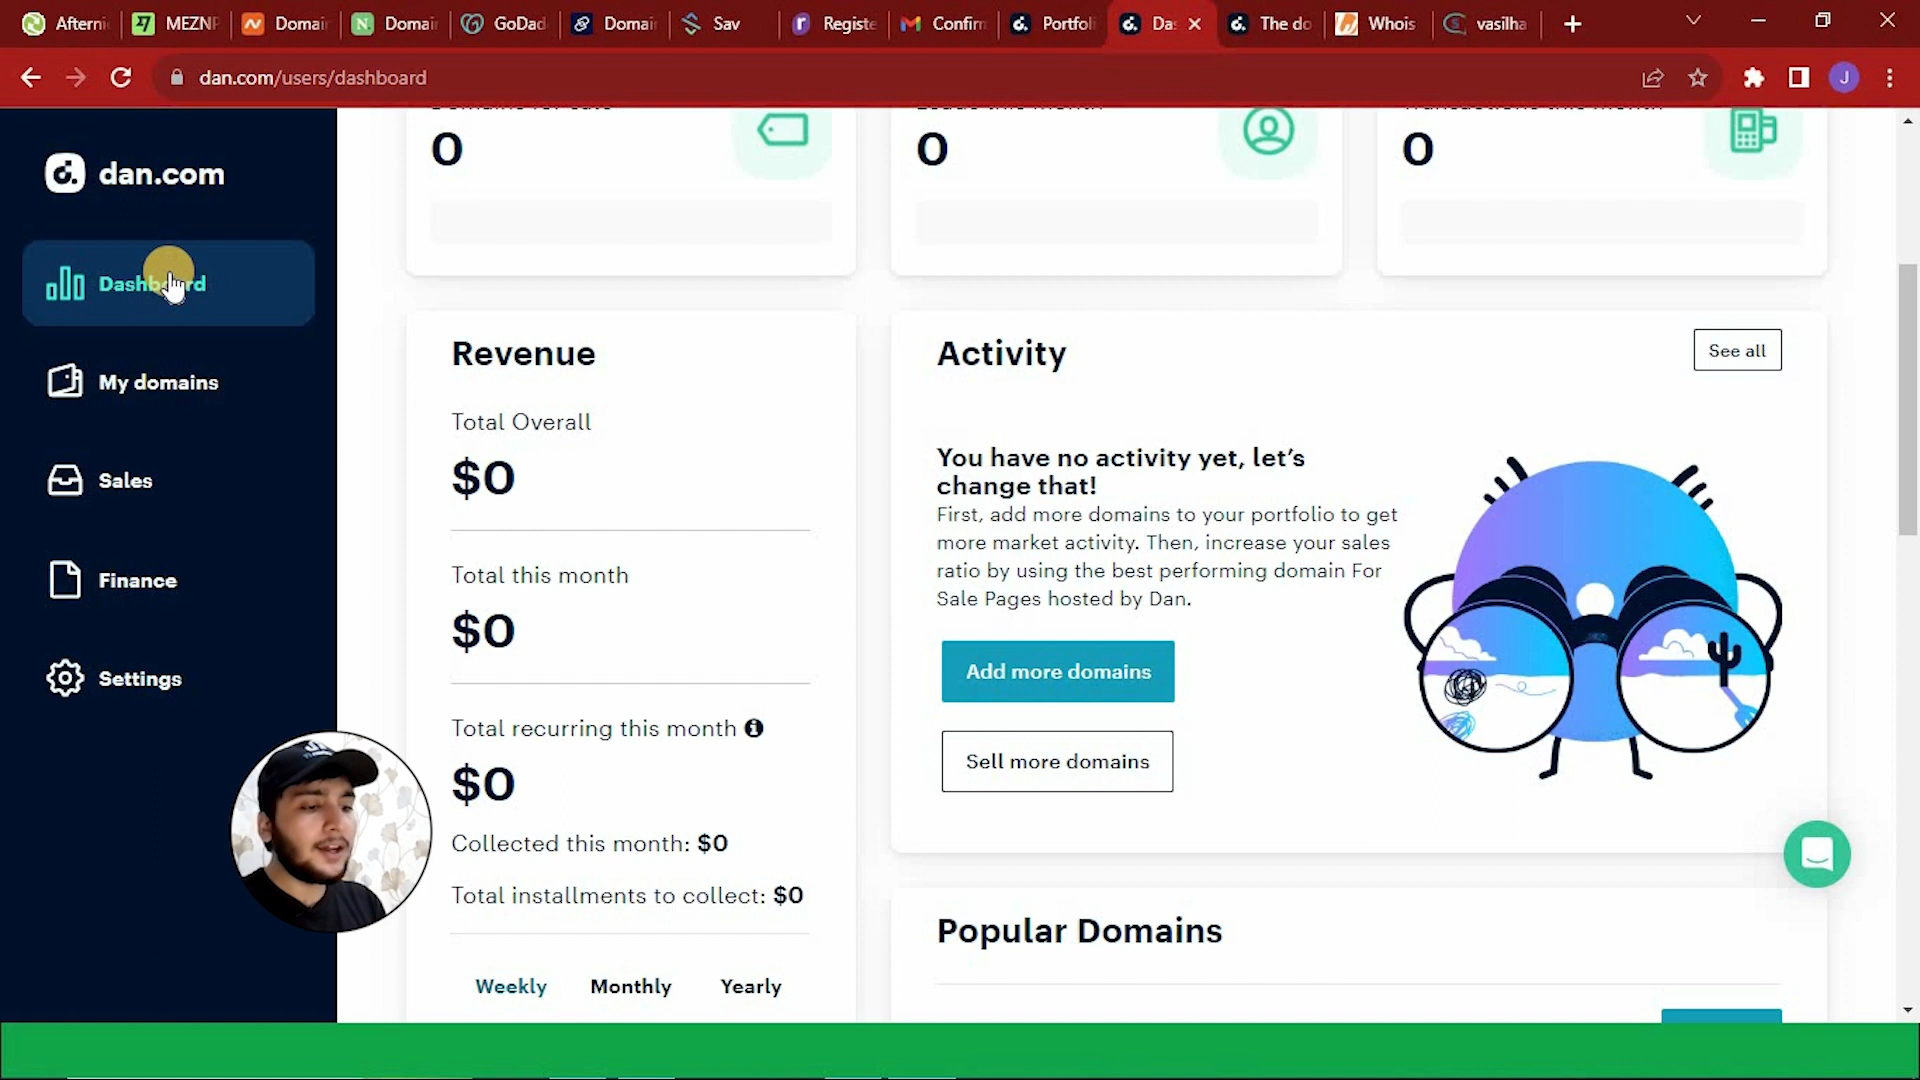 Afterni
MEZNP
Domai
Domai
GoDad
Domai
Sav
Registe
Confirm
Portfoli
Da
The do
Whois
vasilha
dan.com/users/dashboard
J
dan.com
Dashboard
My domains
Sales
Finance
Settings
0
0
0
Revenue
Total Overall
$0
Total this month
$0
Total recurring this month
$0
Collected this month: $0
Total installments to collect: $0
Weekly Monthly Yearly
Activity
See all
You have no activity yet, let's
change that!
First, add more domains to your portfolio to get
more market activity. Then, increase your sales
ratio by using the best performing domain For
Sale Pages hosted by Dan.
Add more domains
Sell more domains
Popular Domains